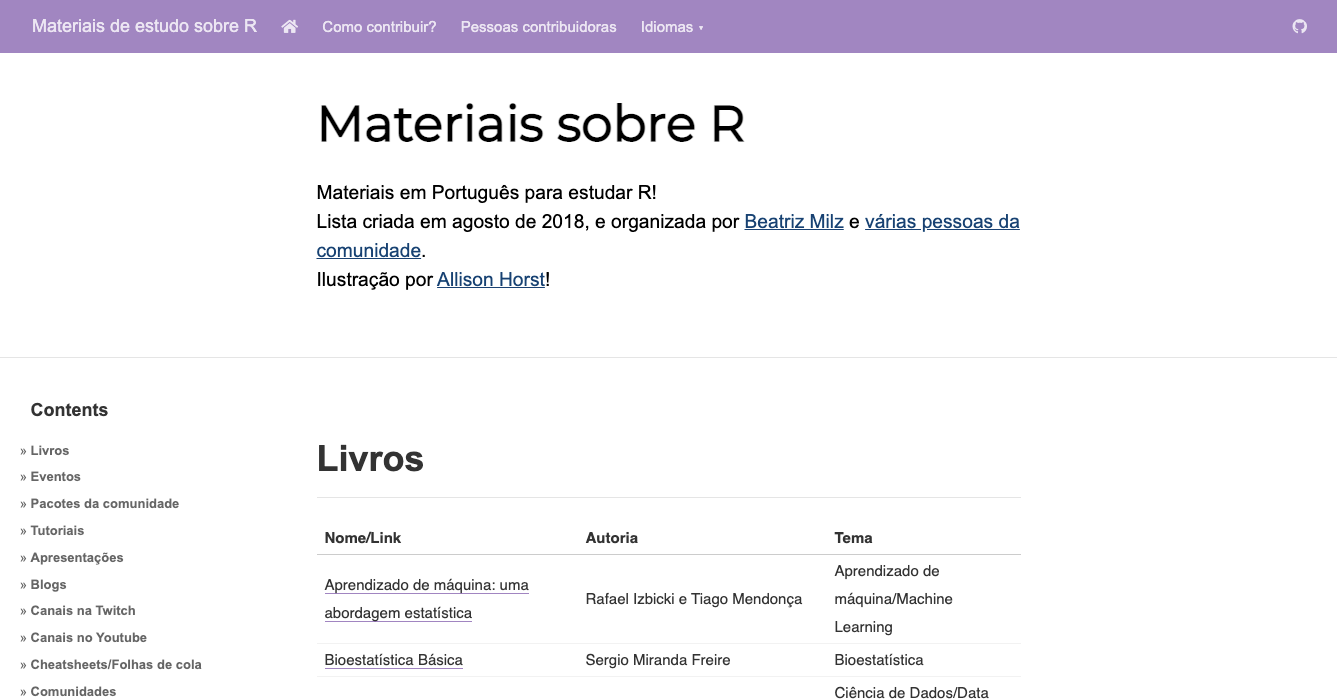 Materiais de estudo sobre R Como contribuir? Pessoas contribuidoras Idiomas
Materiais sobre R
Materiais em Português para estudar R!
Lista criada em agosto de 2018, e organizada por Beatriz Milz e várias pessoas da
comunidade.
Ilustração por Allison Horst!
Contents
» Livros
» Eventos
» Pacotes da comunidade
» Tutoriais
» Apresentações
» Blogs
» Canais na Twitch
» Canais no Youtube
» Cheatsheets/Folhas de cola
» Comunidades
Livros
Nome/Link Autoria Tema
Aprendizado de máquina: uma
abordagem estatística
Rafael Izbicki e Tiago Mendonça
Aprendizado de
máquina/Machine
Learning
Bioestatística Básica Sergio Miranda Freire Bioestatística
Ciência de Dados/Data